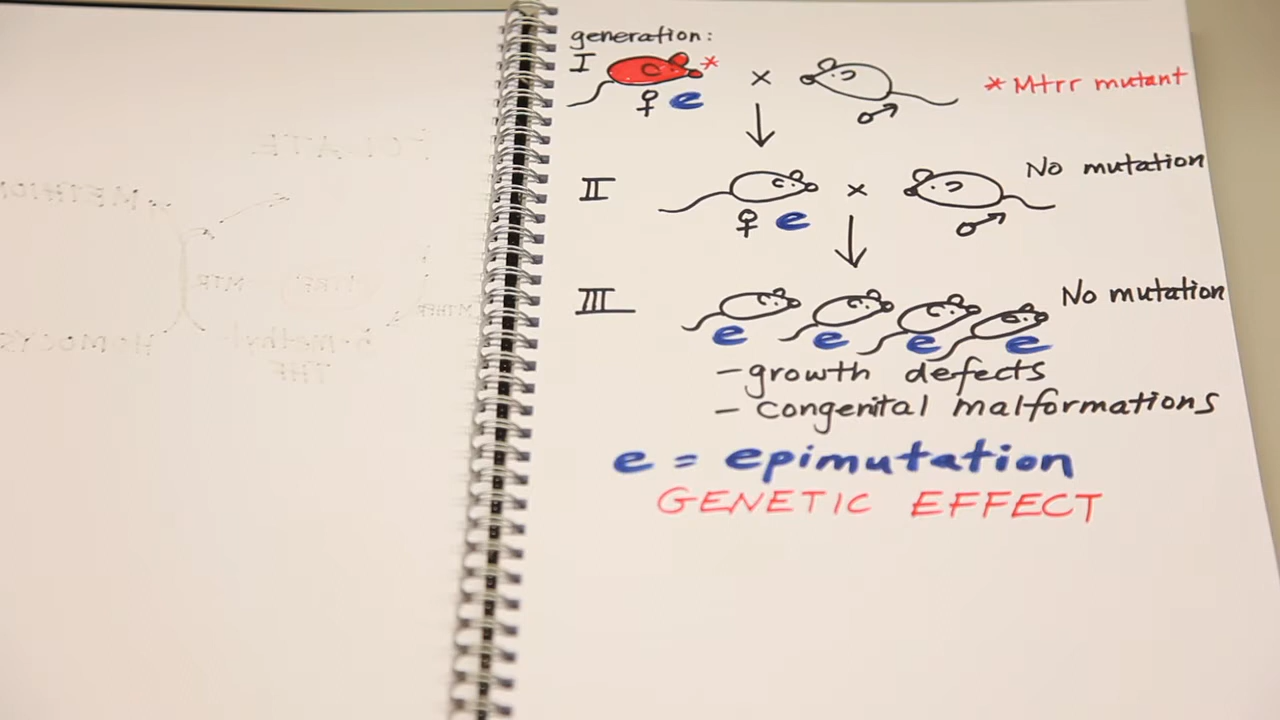 generation:
I * x * Mtrr mutant
♀ e ♂
II x No mutation
♀ e ♂
III No mutation
e e e e
- growth defects
- congenital malformations
e = epimutation
GENETIC EFFECT